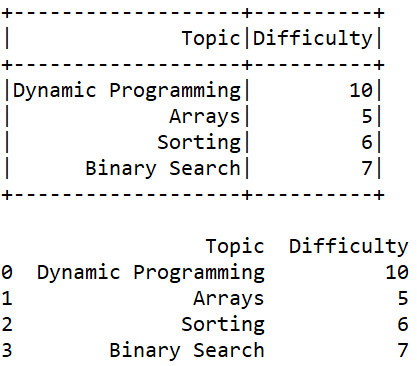 +-------------------+----------+
|              Topic|Difficulty|
+-------------------+----------+
|Dynamic Programming|        10|
|             Arrays|         5|
|            Sorting|         6|
|      Binary Search|         7|
+-------------------+----------+
                 Topic  Difficulty
0  Dynamic Programming          10
1               Arrays           5
2              Sorting           6
3        Binary Search           7